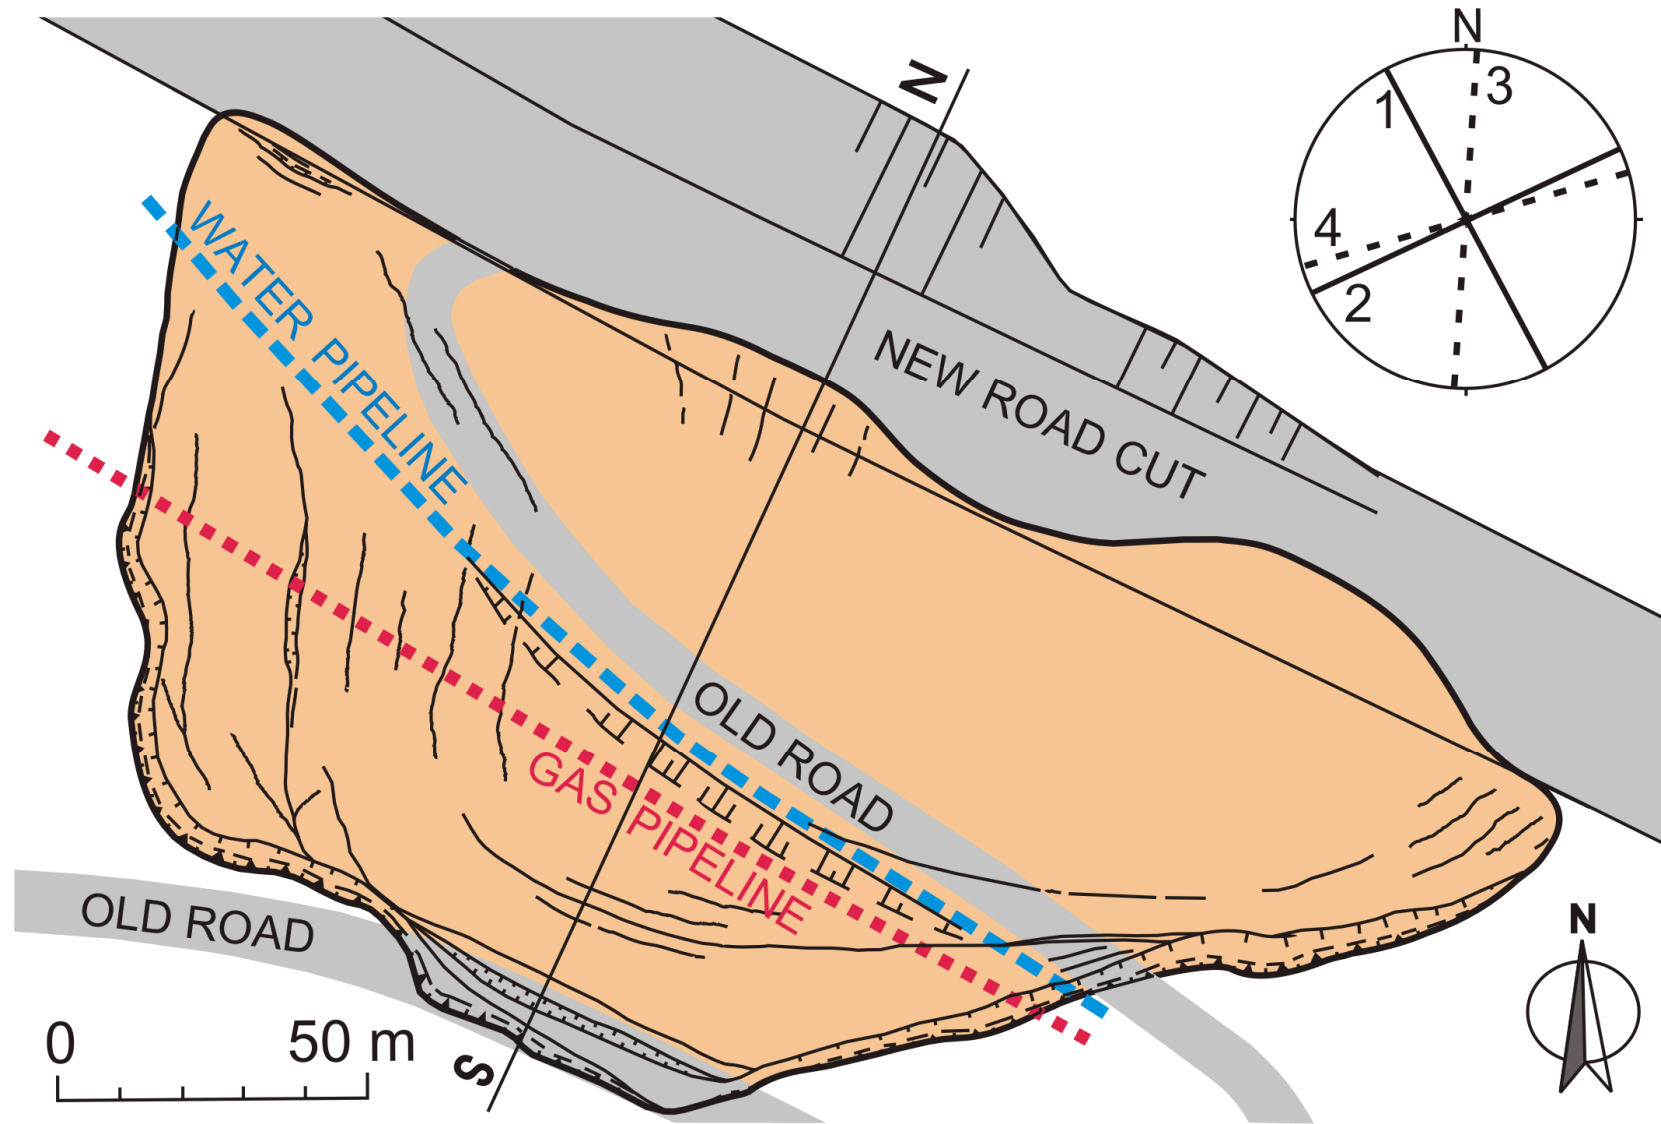 N
1
3
4
2
N
WATER PIPELINE
NEW ROAD CUT
OLD ROAD
GAS PIPELINE
OLD ROAD
N
0
50 m
S